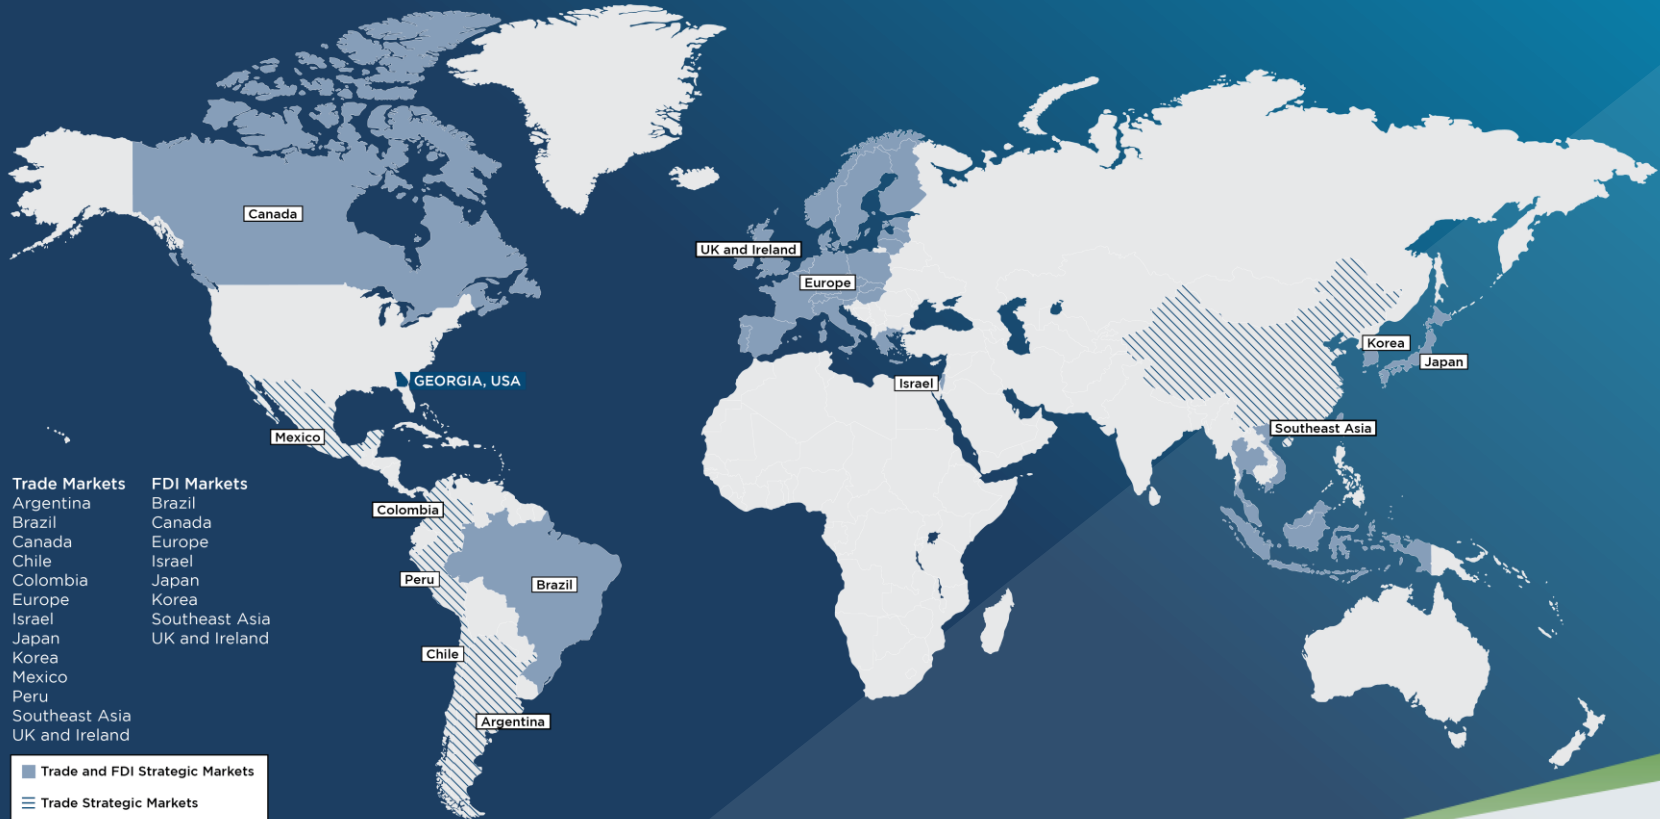 Canada
UK and Ireland
Europe
Korea
Japan
GEORGIA, USA
Israel
Southeast Asia
Mexico
Colombia
Peru
Brazil
Chile
Argentina
Trade Markets
Argentina
Brazil
Canada
Chile
Colombia
Europe
Israel
Japan
Korea
Mexico
Peru
Southeast Asia
UK and Ireland
FDI Markets
Brazil
Canada
Europe
Israel
Japan
Korea
Southeast Asia
UK and Ireland
Trade and FDI Strategic Markets
Trade Strategic Markets